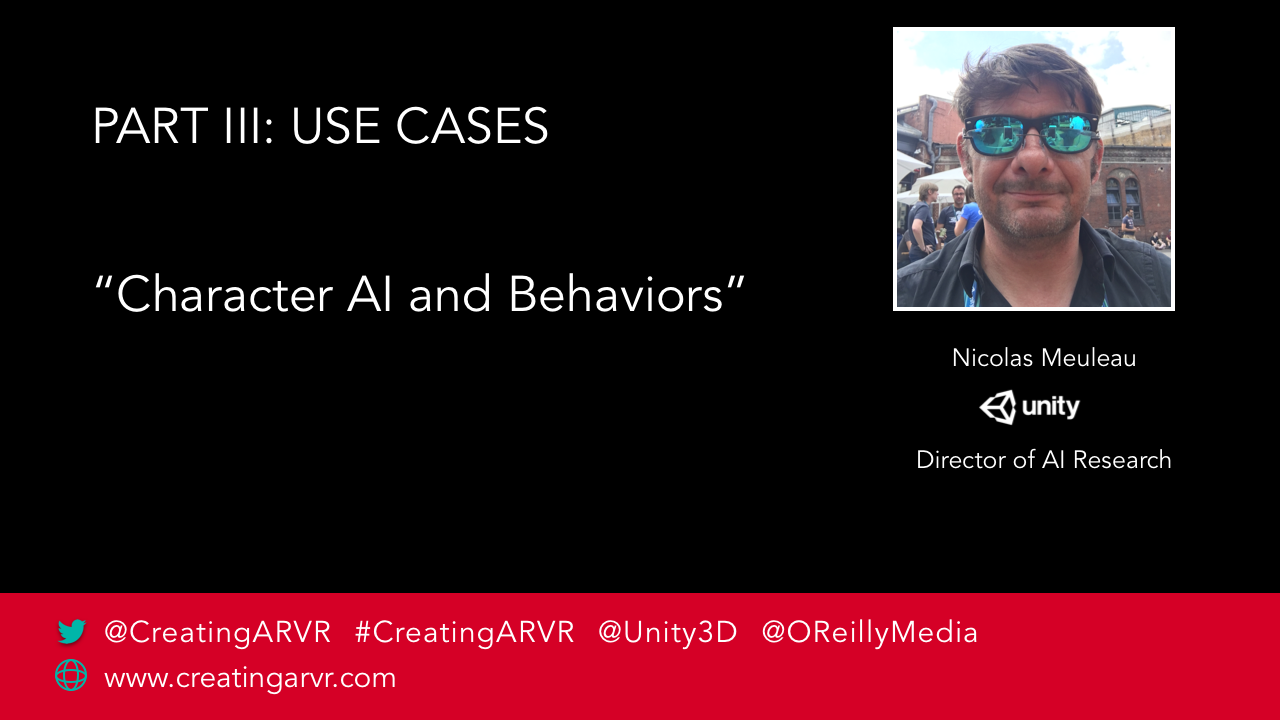 PART III: USE CASES
“Character AI and Behaviors”
Nicolas Meuleau
unity
Director of AI Research
@CreatingARVR #CreatingARVR @Unity3D @OReillyMedia
www.creatingarvr.com